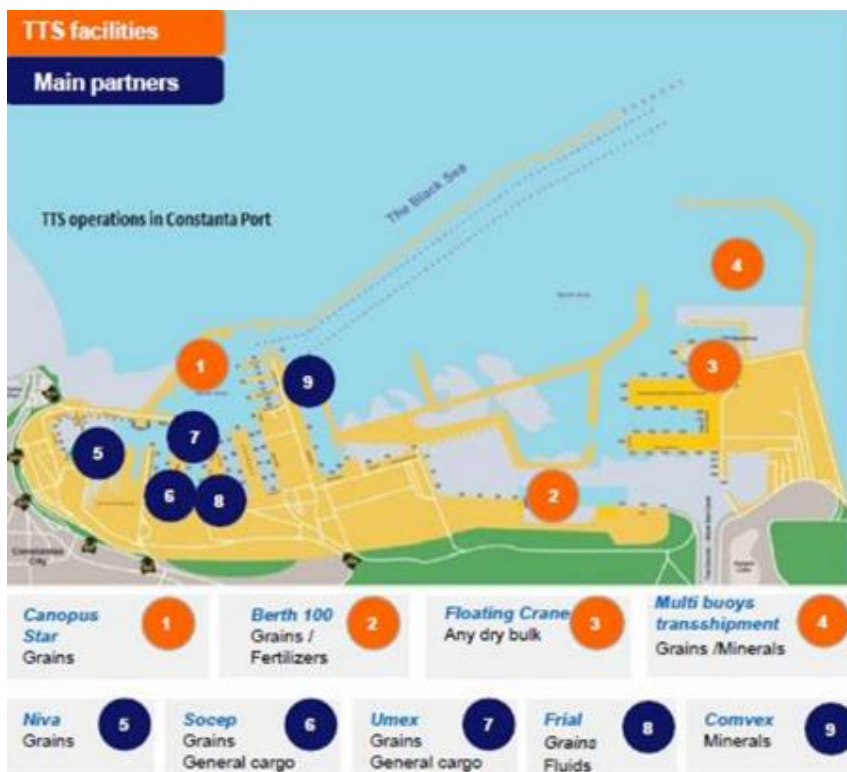 TTS facilities
Main partners
The Black Sea
TTS operations in Constanta Port
4
1
3
9
7
5
6
8
2
Constantza
City
Canopus
Star
Grains
1
Berth 100
Grains /
Fertilizers
2
Floating Crane
Any dry bulk
3
Multi buoys
transshipment
Grains /Minerals
4
Niva
Grains
5
Socep
Grains
General cargo
6
Umex
Grains
General cargo
7
Frial
Grains
Fluids
8
Comvex
Minerals
9